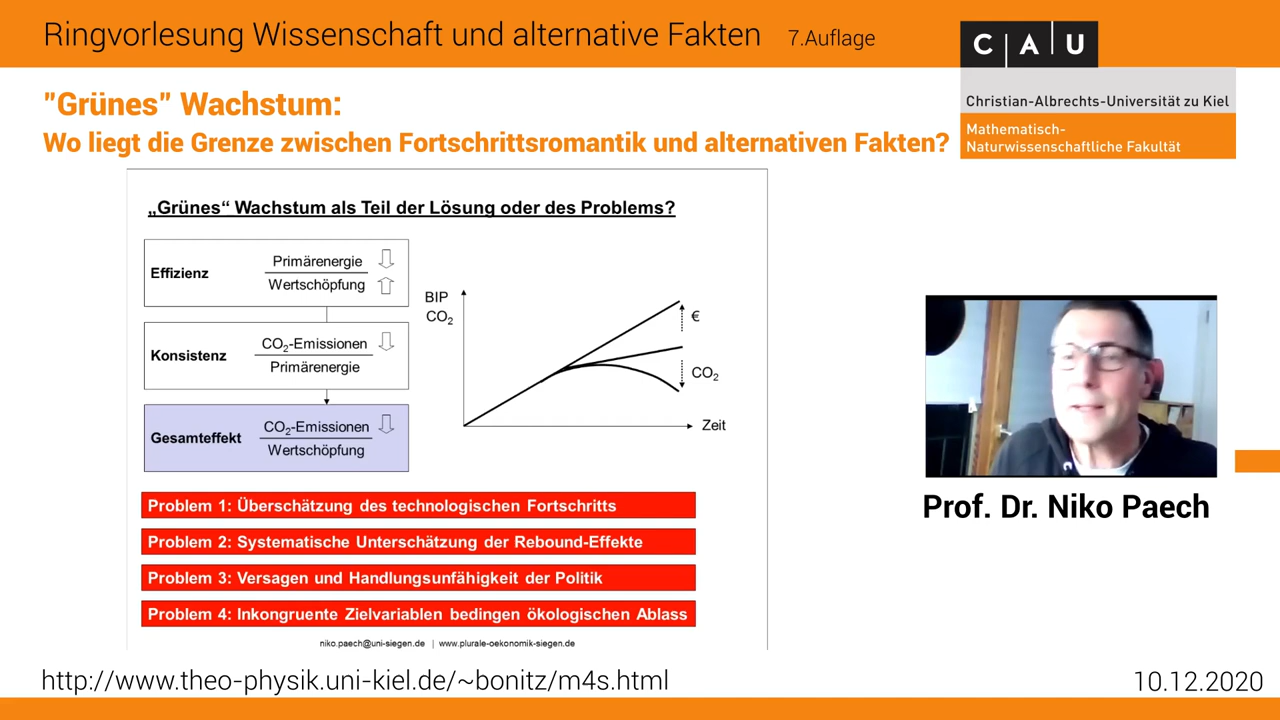 Ringvorlesung Wissenschaft und alternative Fakten 7.Auflage
CAU
Christian-Albrechts-Universität zu Kiel
Mathematisch-
Naturwissenschaftliche Fakultät
"Grünes" Wachstum:
Wo liegt die Grenze zwischen Fortschrittsromantik und alternativen Fakten?
„Grünes“ Wachstum als Teil der Lösung oder des Problems?
Effizienz
Primärenergie
Wertschöpfung
Konsistenz
CO2-Emissionen
Primärenergie
Gesamteffekt
CO2-Emissionen
Wertschöpfung
BIP
CO2
€
CO2
Zeit
Problem 1: Überschätzung des technologischen Fortschritts
Problem 2: Systematische Unterschätzung der Rebound-Effekte
Problem 3: Versagen und Handlungsunfähigkeit der Politik
Problem 4: Inkongruente Zielvariablen bedingen ökologischen Ablass
niko.paech@uni-siegen.de | www.plurale-oekonomik-siegen.de
Prof. Dr. Niko Paech
http://www.theo-physik.uni-kiel.de/~bonitz/m4s.html
10.12.2020